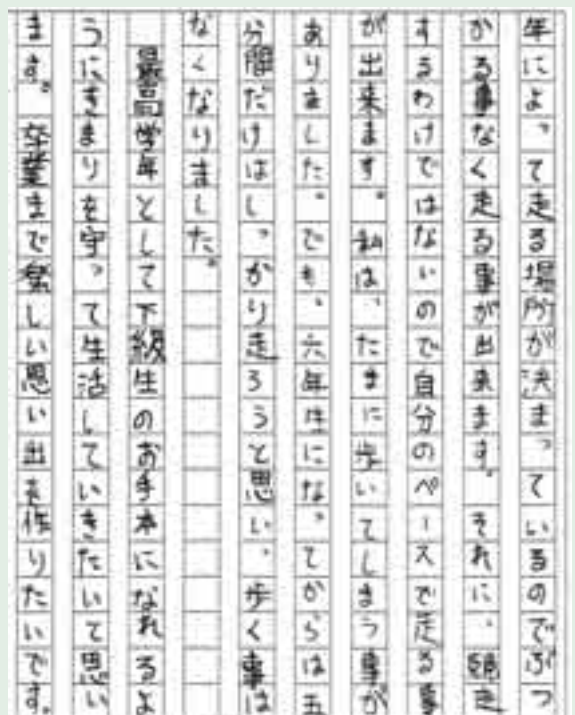 年によって走る場所が決まっているのでぶつ
かる事なく走る事が出来ます。それに、競走
するわけではないので自分のペースで走る事
が出来ます。私は、たまに歩いてしまう事が
ありました。でも、六年生になってからは五
分間だけはしっかり走ろうと思い、歩く事は
なくなりました。
最高学年として下級生のお手本になれるよ
うにきまりを守って生活していきたいて思い
ます。卒業まで楽しい思い出を作りたいです。